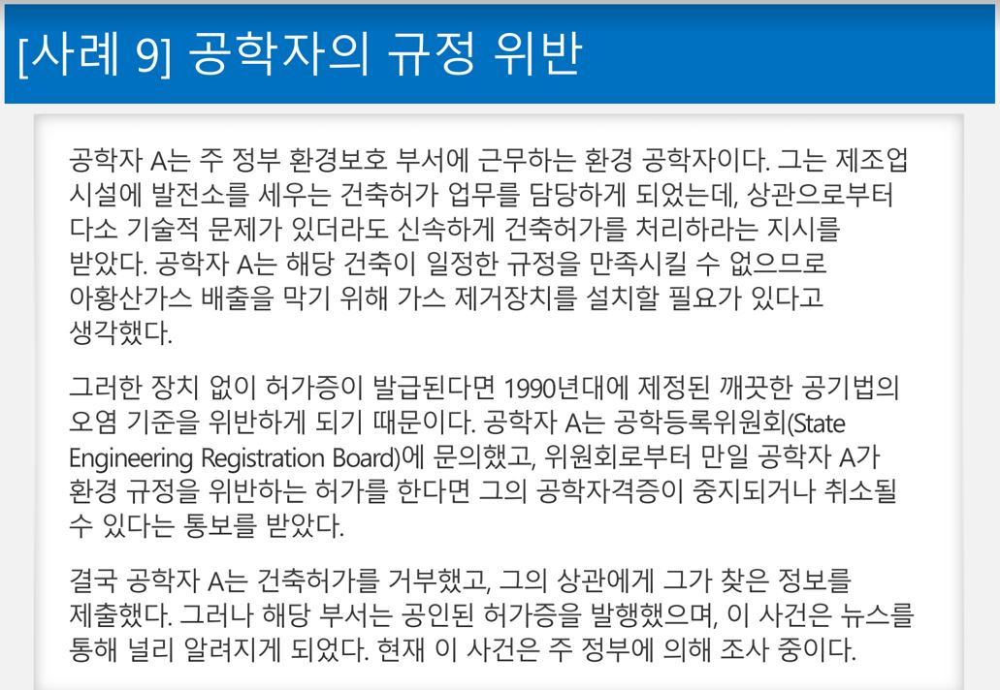 [사례 9] 공학자의 규정 위반
공학자 A는 주 정부 환경보호 부서에 근무하는 환경 공학자이다. 그는 제조업
시설에 발전소를 세우는 건축허가 업무를 담당하게 되었는데, 상관으로부터
다소 기술적 문제가 있더라도 신속하게 건축허가를 처리하라는 지시를
받았다. 공학자 A는 해당 건축이 일정한 규정을 만족시킬 수 없으므로
아황산가스 배출을 막기 위해 가스 제거장치를 설치할 필요가 있다고
생각했다.
그러한 장치 없이 허가증이 발급된다면 1990년대에 제정된 깨끗한 공기법의
오염 기준을 위반하게 되기 때문이다. 공학자 A는 공학등록위원회(State
Engineering Registration Board)에 문의했고, 위원회로부터 만일 공학자 A가
환경 규정을 위반하는 허가를 한다면 그의 공학자격증이 중지되거나 취소될
수 있다는 통보를 받았다.
결국 공학자 A는 건축허가를 거부했고, 그의 상관에게 그가 찾은 정보를
제출했다. 그러나 해당 부서는 공인된 허가증을 발행했으며, 이 사건은 뉴스를
통해 널리 알려지게 되었다. 현재 이 사건은 주 정부에 의해 조사 중이다.